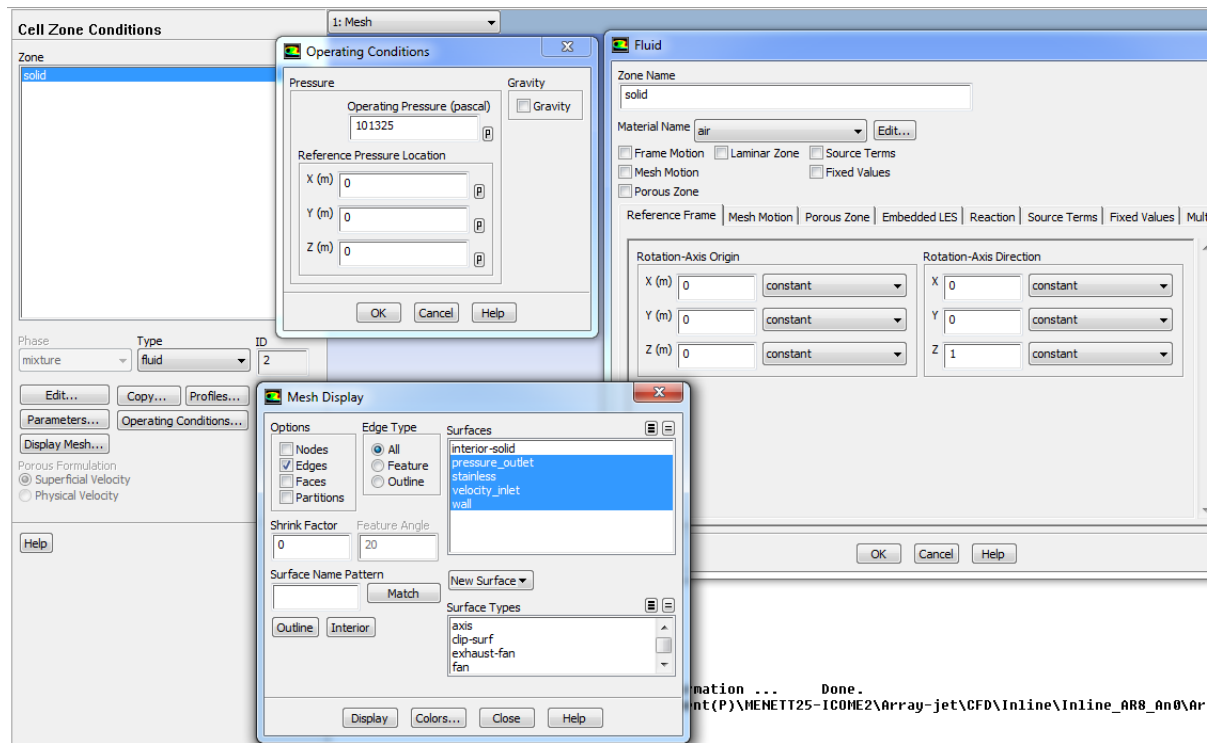 Cell Zone Conditions
Zone
solid
Phase
mixture
Type
fluid
ID
2
Edit...
Copy...
Profiles...
Parameters...
Operating Conditions...
Display Mesh...
Porous Formulation
Superficial Velocity
Physical Velocity
Help
1: Mesh
Operating Conditions
Pressure
Operating Pressure (pascal)
101325
P
Reference Pressure Location
X (m)
0
P
Y (m)
0
P
Z (m)
0
P
Gravity
Gravity
OK
Cancel
Help
Fluid
Zone Name
solid
Material Name
air
Edit...
Frame Motion
Laminar Zone
Source Terms
Mesh Motion
Fixed Values
Porous Zone
Reference Frame
Mesh Motion
Porous Zone
Embedded LES
Reaction
Source Terms
Fixed Values
Mult
Rotation-Axis Origin
X (m)
0
constant
Y (m)
0
constant
Z (m)
0
constant
Rotation-Axis Direction
X
0
constant
Y
0
constant
Z
1
constant
OK
Cancel
Help
Mesh Display
Options
Nodes
Edges
Faces
Partitions
Edge Type
All
Feature
Outline
Shrink Factor
0
Feature Angle
20
Surface Name Pattern
Match
Outline
Interior
Surfaces
interior-solid
pressure_outlet
stainless
velocity_inlet
wall
New Surface
Surface Types
axis
clip-surf
exhaust-fan
fan
Display
Colors...
Close
Help
rmation ... Done.
ent(P)\MENETT25-ICOME2\Array-jet\CFD\Inline\Inline_AR8_An0\Ar